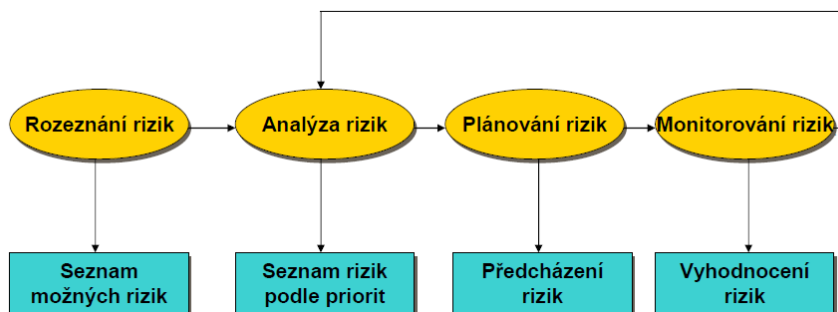 Rozeznání rizik
Analýza rizik
Plánování rizik
Monitorování rizik
Seznam
možných rizik
Seznam rizik
podle priorit
Předcházení
rizik
Vyhodnocení
rizik